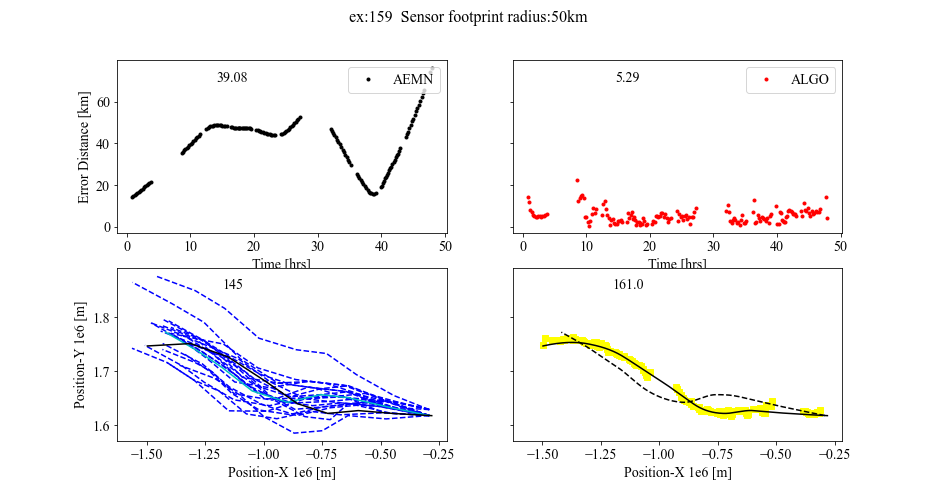 ex:159 Sensor footprint radius:50km
39.08
AEMN
5.29
ALGO
Error Distance [km]
60
40
20
0
0 10 20 30 40 50
0 10 20 30 40 50
Time [hrs]
Time [hrs]
145
161.0
Position-Y 1e6 [m]
1.8
1.7
1.6
−1.50 −1.25 −1.00 −0.75 −0.50 −0.25
−1.50 −1.25 −1.00 −0.75 −0.50 −0.25
Position-X 1e6 [m]
Position-X 1e6 [m]